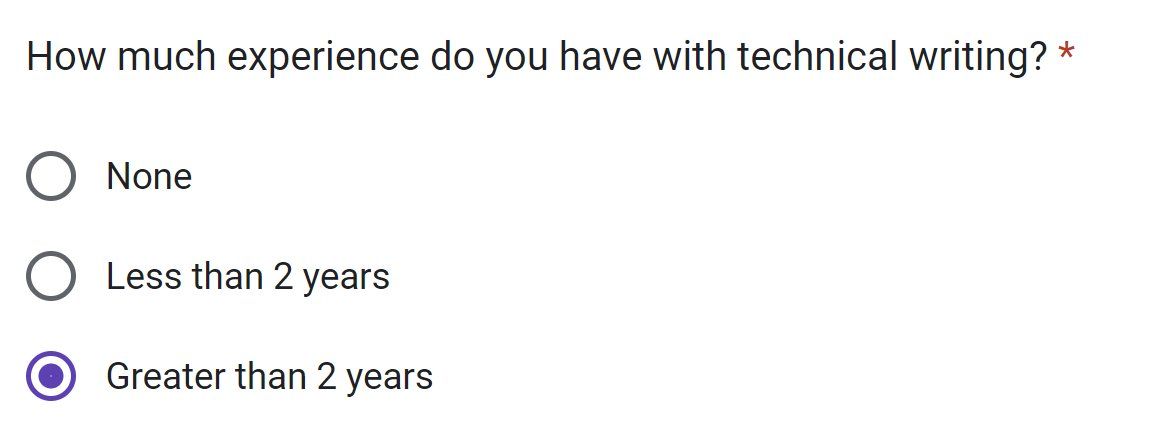 How much experience do you have with technical writing? *
None
Less than 2 years
Greater than 2 years